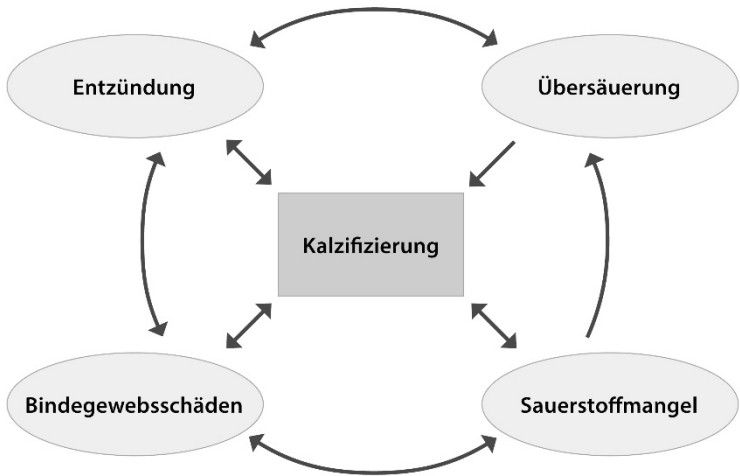 Entzündung
Übersäuerung
Kalzifizierung
Bindegewebsschäden
Sauerstoffmangel